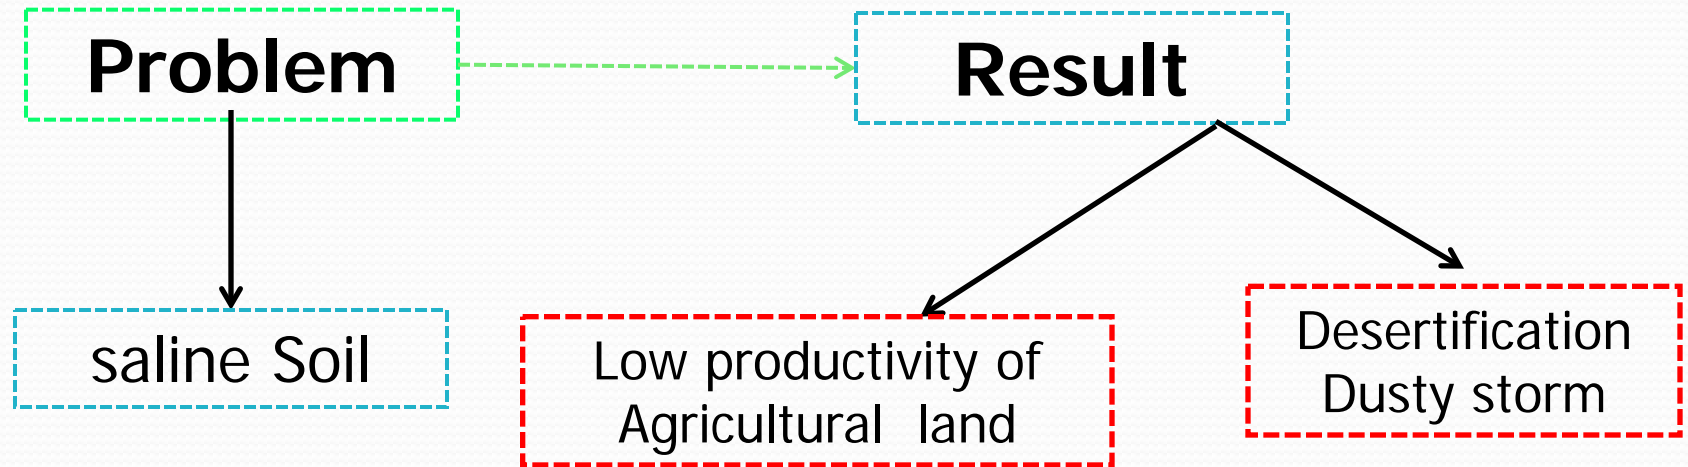 Problem
Result
saline Soil
Low productivity of
Agricultural land
Desertification
Dusty storm